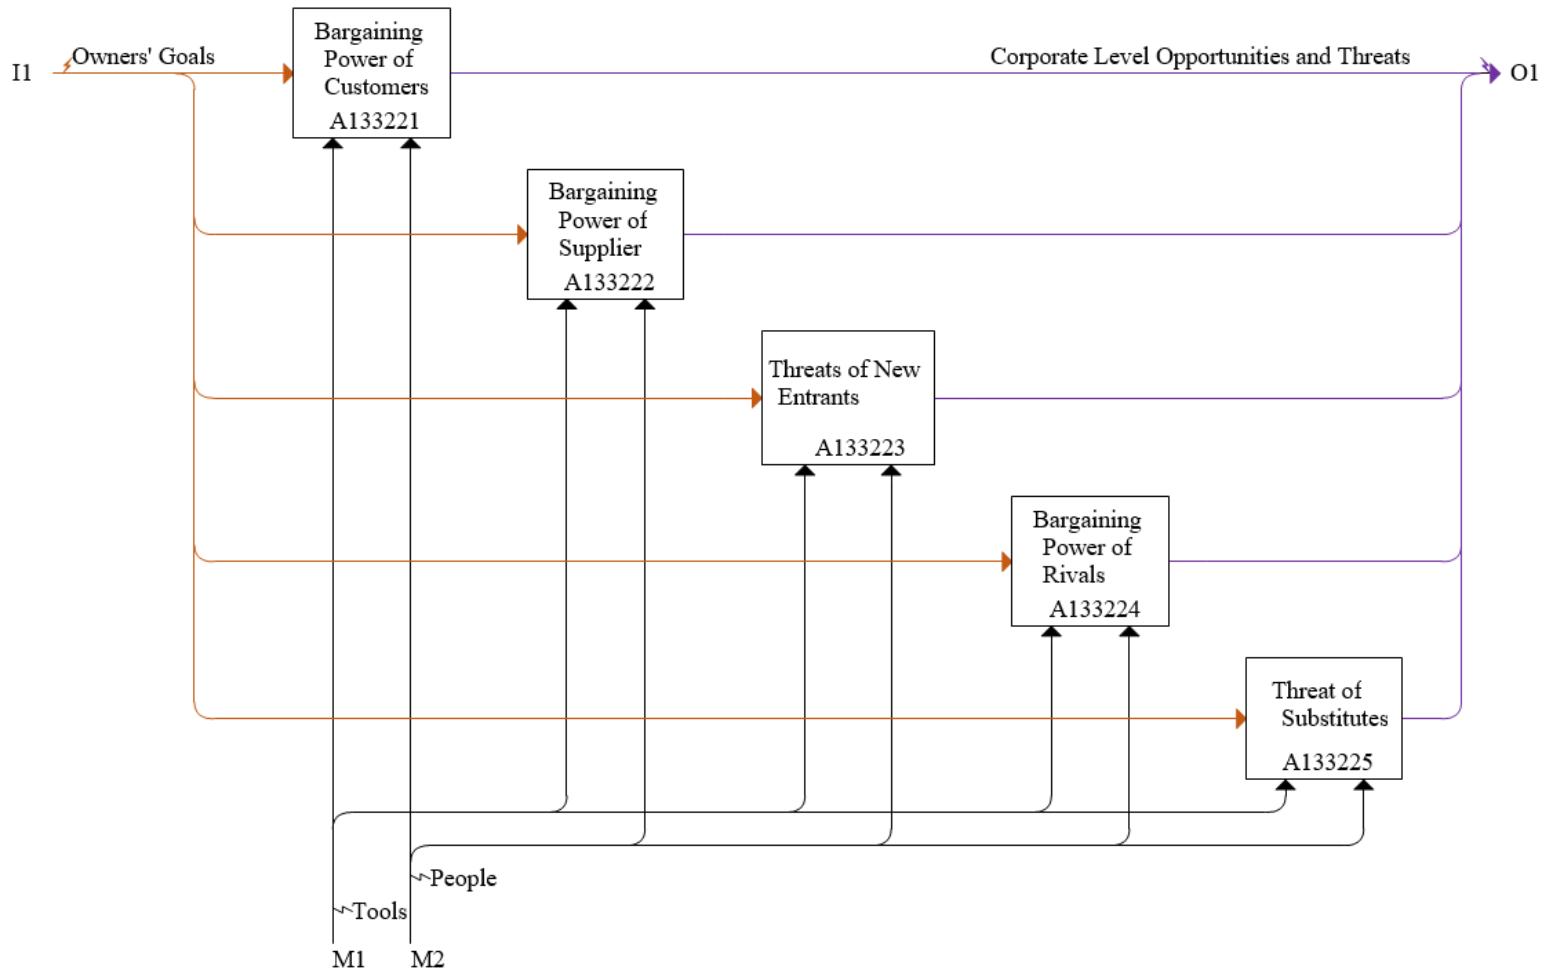 Bargaining
Power of
Customers
A133221
I1
Owners' Goals
Corporate Level Opportunities and Threats
O1
Bargaining
Power of
Supplier
A133222
Threats of New
Entrants
A133223
Bargaining
Power of
Rivals
A133224
Threat of
Substitutes
A133225
People
Tools
M1
M2